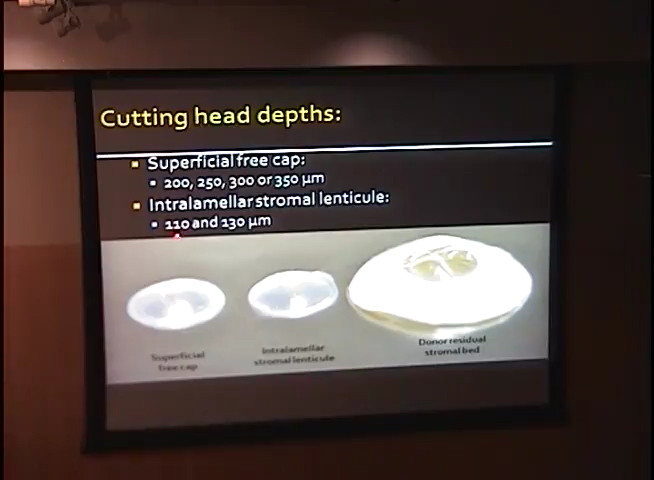 Cutting head depths:
Superficial free cap:
200, 250, 300 or 350 µm
Intralamellar stromal lenticule:
110 and 130 µm
Superficial
free cap
Intralamellar
stromal lenticule
Donor residual
stromal bed